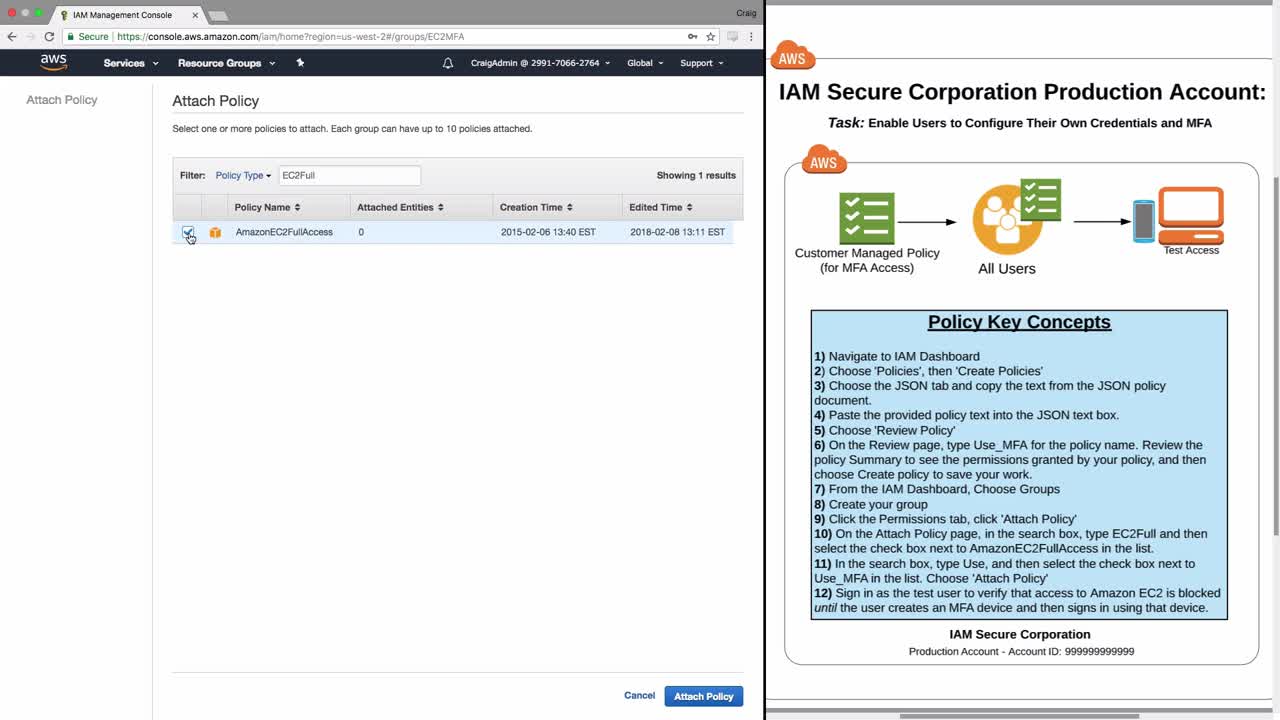 IAM Management Console
Craig
Secure | https://console.aws.amazon.com/iam/home?region=us-west-2#/groups/EC2MFA
aws
Services
Resource Groups
CraigAdmin @ 2991-7066-2764
Global
Support
Attach Policy
Attach Policy
Select one or more policies to attach. Each group can have up to 10 policies attached.
Filter: Policy Type EC2Full Showing 1 results
Policy Name Attached Entities Creation Time Edited Time
AmazonEC2FullAccess 0 2015-02-06 13:40 EST 2018-02-08 13:11 EST
Cancel Attach Policy
AWS
IAM Secure Corporation Production Account:
Task: Enable Users to Configure Their Own Credentials and MFA
AWS
Customer Managed Policy
(for MFA Access)
All Users
Test Access
Policy Key Concepts
1) Navigate to IAM Dashboard
2) Choose 'Policies', then 'Create Policies'
3) Choose the JSON tab and copy the text from the JSON policy
document.
4) Paste the provided policy text into the JSON text box.
5) Choose 'Review Policy'
6) On the Review page, type Use_MFA for the policy name. Review the
policy Summary to see the permissions granted by your policy, and then
choose Create policy to save your work.
7) From the IAM Dashboard, Choose Groups
8) Create your group
9) Click the Permissions tab, click 'Attach Policy'
10) On the Attach Policy page, in the search box, type EC2Full and then
select the check box next to AmazonEC2FullAccess in the list.
11) In the search box, type Use, and then select the check box next to
Use_MFA in the list. Choose 'Attach Policy'
12) Sign in as the test user to verify that access to Amazon EC2 is blocked
until the user creates an MFA device and then signs in using that device.
IAM Secure Corporation
Production Account - Account ID: 999999999999